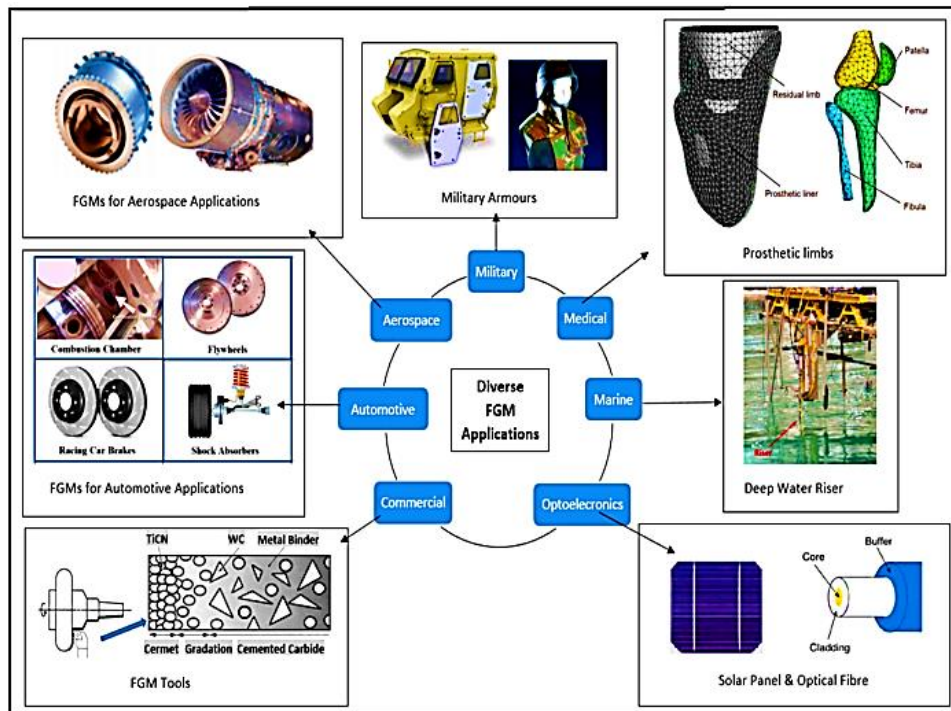 FGMs for Aerospace Applications
Military Armours
Residual limb
Prosthetic liner
Patella
Femur
Tibia
Fibula
Prosthetic limbs
Combustion Chamber
Flywheels
Racing Car Brakes
Shock Absorbers
FGMs for Automotive Applications
Military
Aerospace
Medical
Automotive
Diverse
FGM
Applications
Marine
Commercial
Optoelecronics
Riser
Deep Water Riser
TiCN
WC
Metal Binder
Cermet
Gradation
Cemented Carbide
FGM Tools
Core
Cladding
Buffer
Solar Panel & Optical Fibre